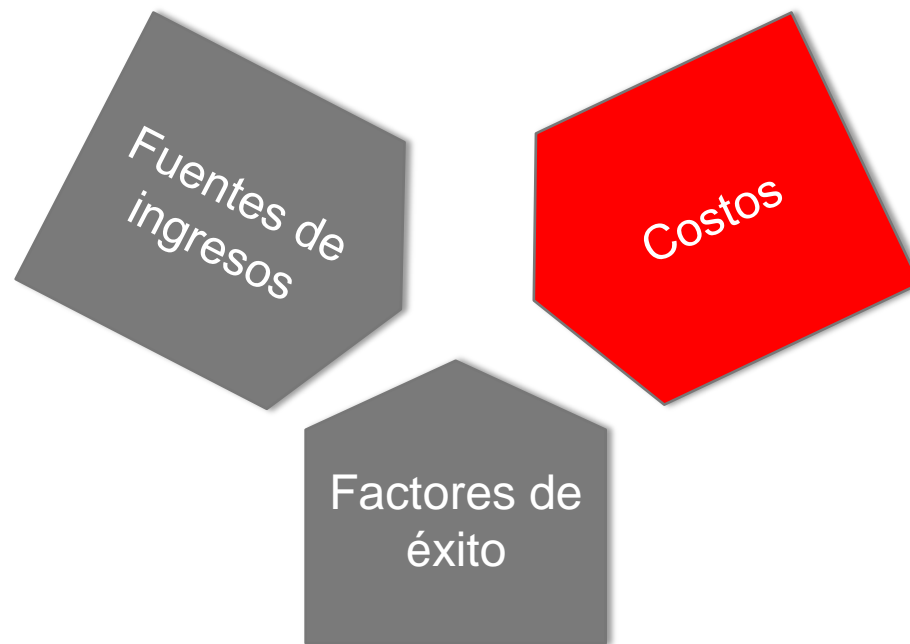 Fuentes de
ingresos
Costos
Factores de
éxito